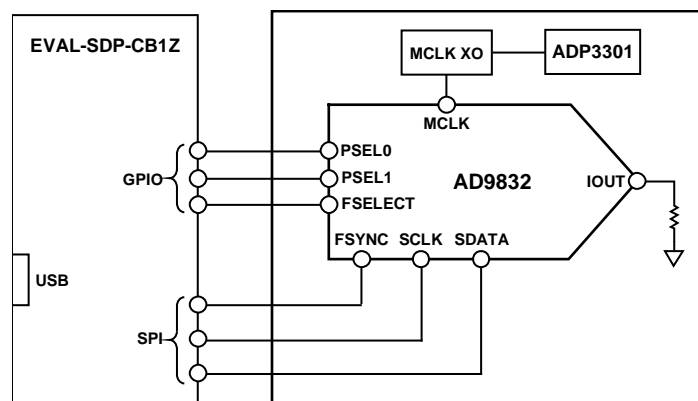 EVAL-SDP-CB1Z
MCLK XO
ADP3301
MCLK
PSEL0
PSEL1
FSELECT
GPIO
AD9832
IOUT
FSYNC
SCLK
SDATA
USB
SPI